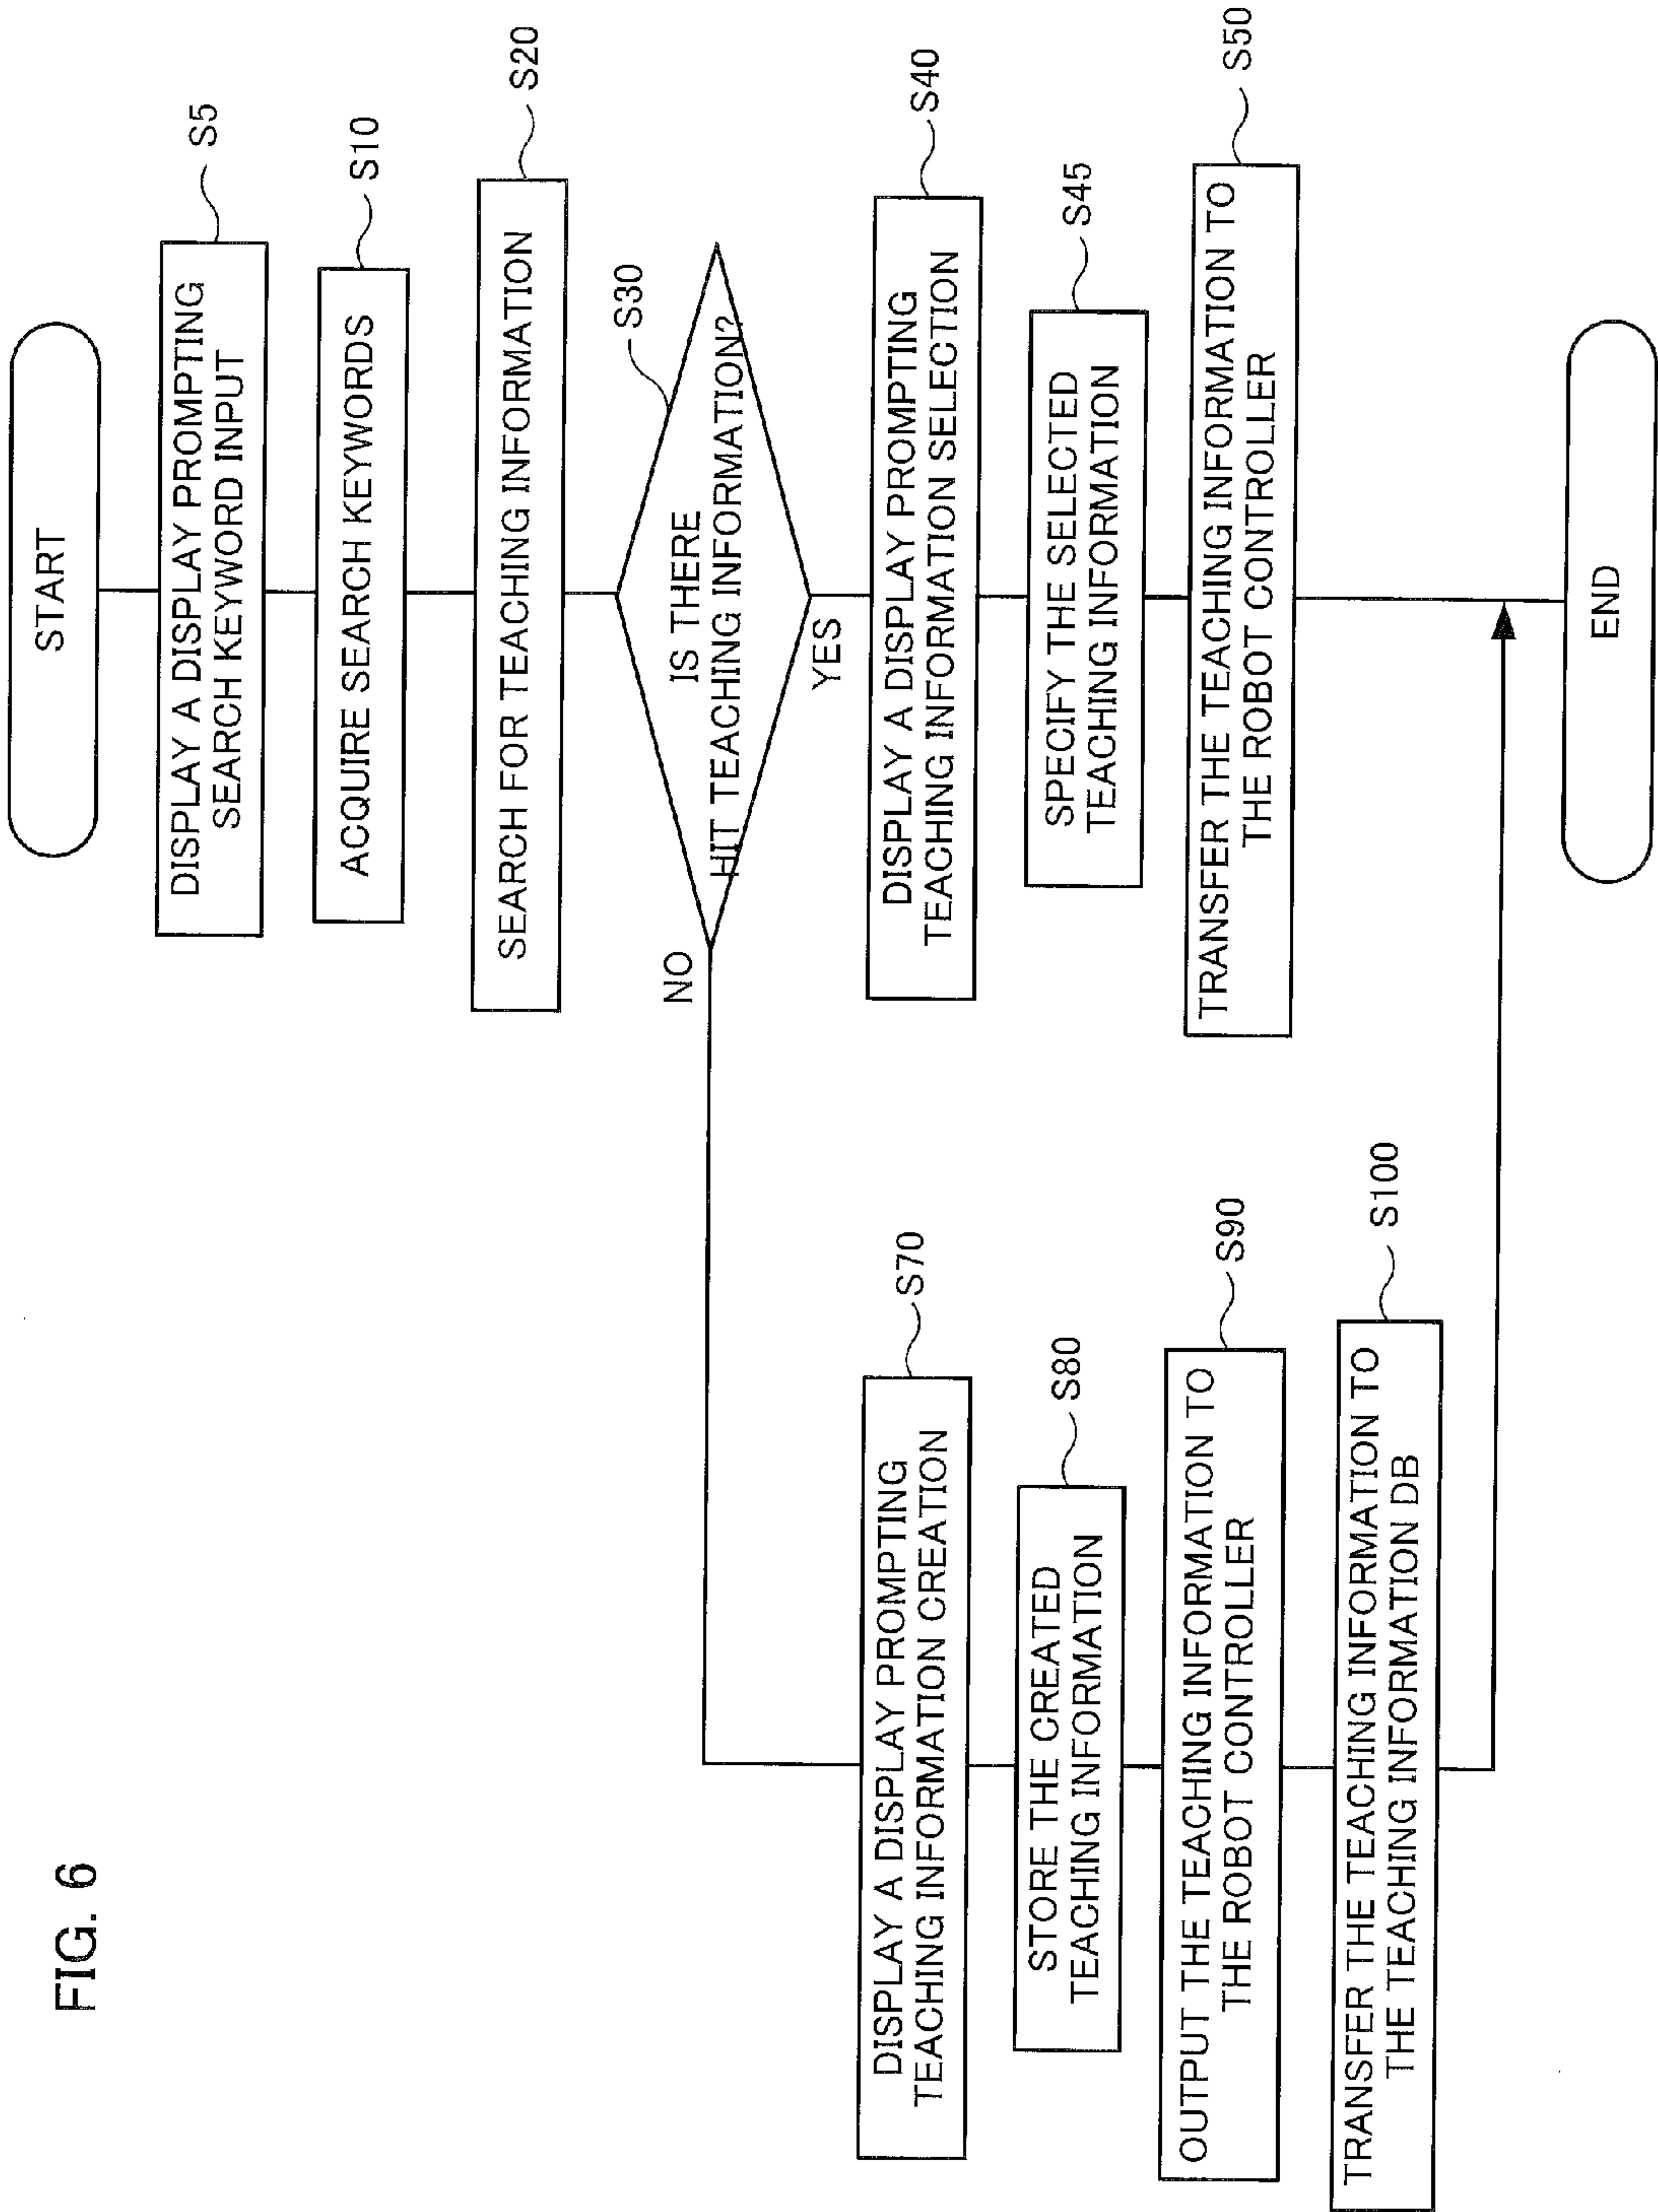 FIG. 6
START
DISPLAY A DISPLAY PROMPTING
SEARCH KEYWORD INPUT
S5
ACQUIRE SEARCH KEYWORDS
S10
SEARCH FOR TEACHING INFORMATION
S20
IS THERE
HIT TEACHING INFORMATION?
S30
NO
YES
DISPLAY A DISPLAY PROMPTING
TEACHING INFORMATION SELECTION
S40
SPECIFY THE SELECTED
TEACHING INFORMATION
S45
TRANSFER THE TEACHING INFORMATION TO
THE ROBOT CONTROLLER
S50
DISPLAY A DISPLAY PROMPTING
TEACHING INFORMATION CREATION
S70
STORE THE CREATED
TEACHING INFORMATION
S80
OUTPUT THE TEACHING INFORMATION TO
THE ROBOT CONTROLLER
S90
TRANSFER THE TEACHING INFORMATION TO
THE TEACHING INFORMATION DB
S100
END